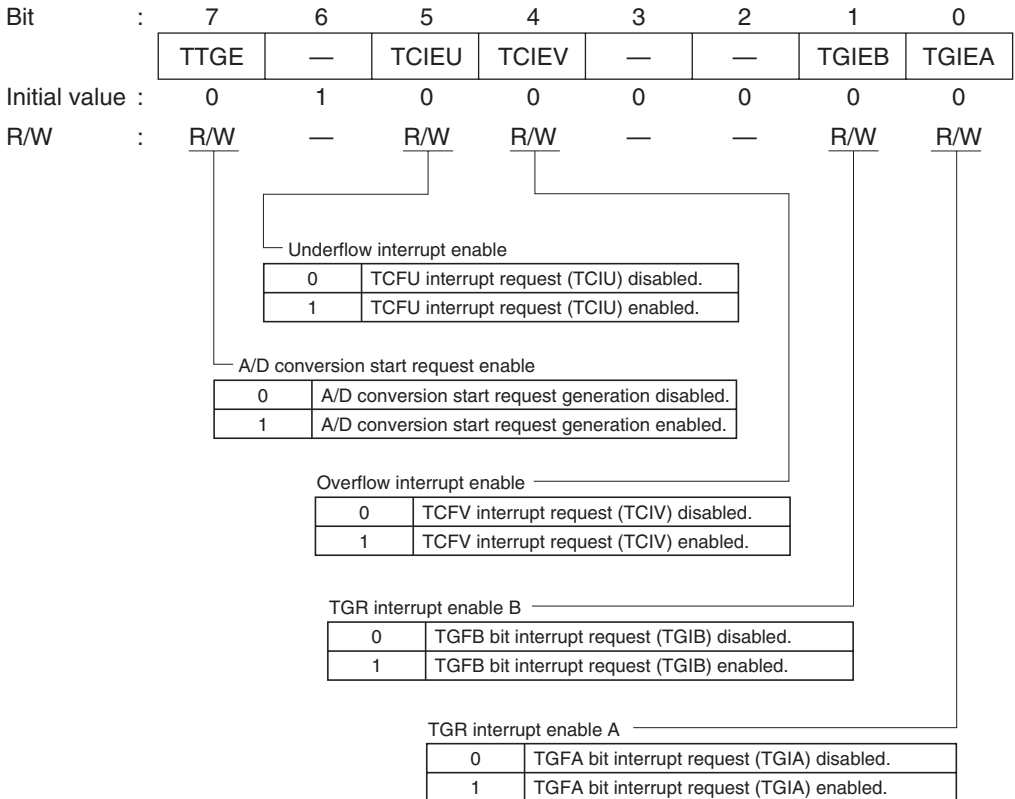 Bit : 7 6 5 4 3 2 1 0
TTGE — TCIEU TCIEV — — TGIEB TGIEA
Initial value : 0 1 0 0 0 0 0 0
R/W : R/W — R/W R/W — — R/W R/W
Underflow interrupt enable
0 TCFU interrupt request (TCIU) disabled.
1 TCFU interrupt request (TCIU) enabled.
A/D conversion start request enable
0 A/D conversion start request generation disabled.
1 A/D conversion start request generation enabled.
Overflow interrupt enable
0 TCFV interrupt request (TCIV) disabled.
1 TCFV interrupt request (TCIV) enabled.
TGR interrupt enable B
0 TGFB bit interrupt request (TGIB) disabled.
1 TGFB bit interrupt request (TGIB) enabled.
TGR interrupt enable A
0 TGFA bit interrupt request (TGIA) disabled.
1 TGFA bit interrupt request (TGIA) enabled.